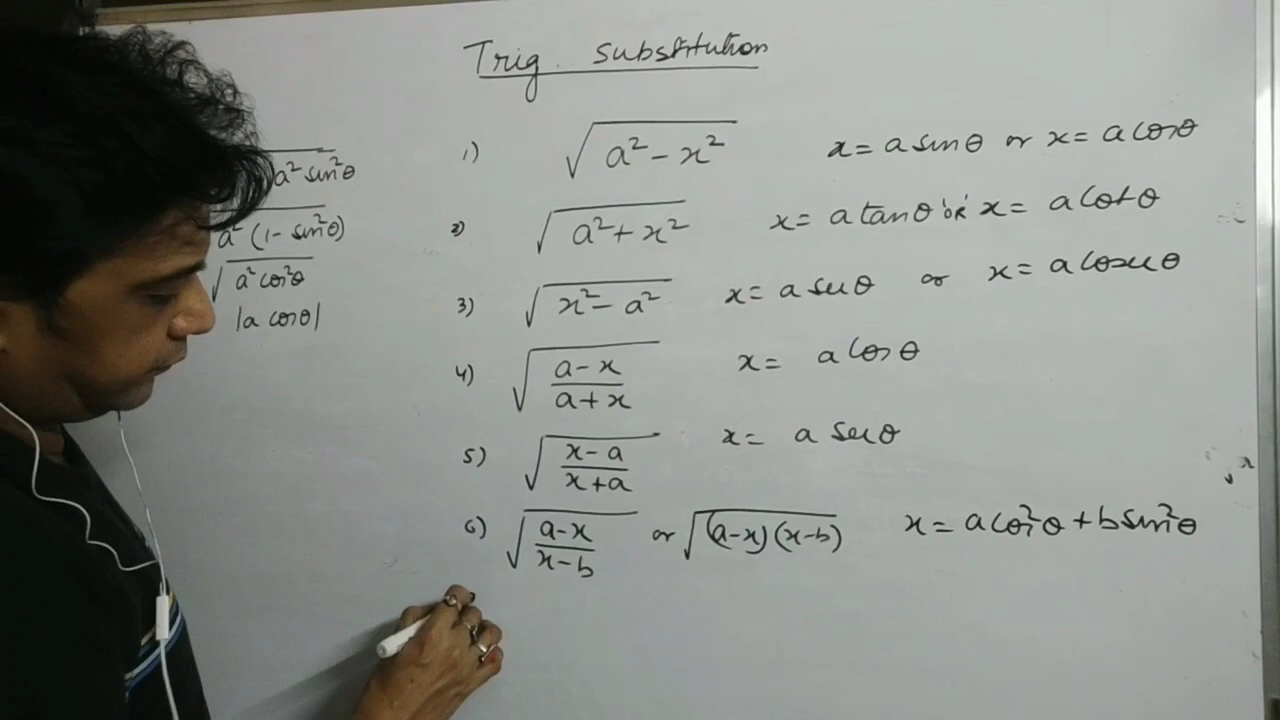 Trig. Substitution
1) √(a² - x²) x = a sinθ or x = a cosθ
2) √(a² + x²) x = a tanθ or x = a cotθ
3) √(x² - a²) x = a secθ or x = a cosecθ
4) √((a - x)/(a + x)) x = a cosθ
5) √((x - a)/(x + a)) x = a secθ
6) √((a - x)/(x - b)) or √((a - x)(x - b)) x = a cos²θ + b sin²θ
a² sin²θ
a² (1 - sin²θ)
√(a² cos²θ)
|a cosθ|